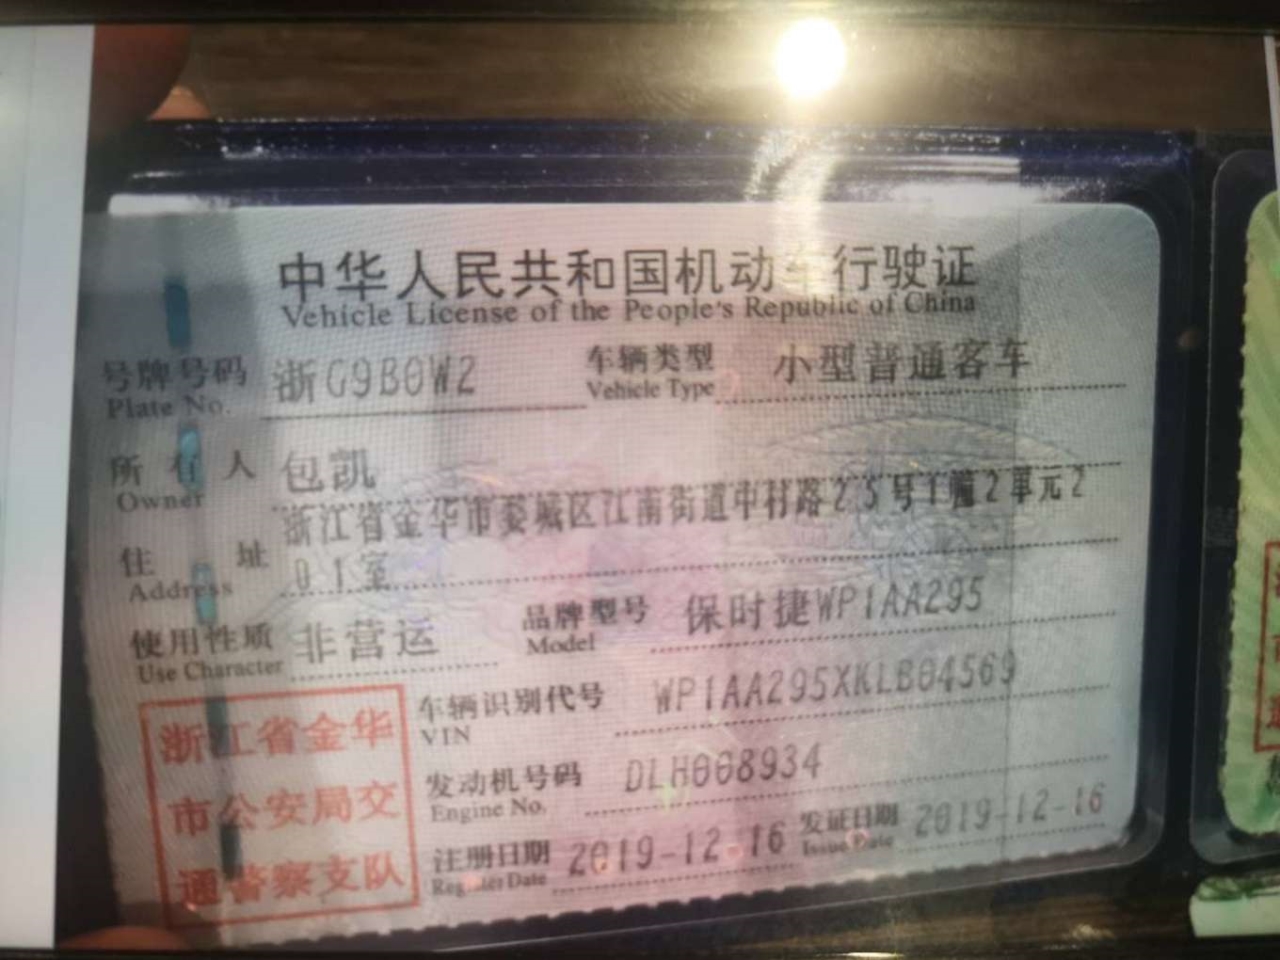 中华人民共和国机动车行驶证
Vehicle License of the People's Republic of China
号牌号码 浙G9B0W2 车辆类型 小型普通客车
Plate No. Vehicle Type
所有人 包凯
Owner
浙江省金华市婺城区江南街道中村路25号1幢2单元2
住址 01室
Address
使用性质 非营运 品牌型号 保时捷WP1AA295
Use Character Model
车辆识别代号 WP1AA295XKLB04569
VIN
发动机号码 DLH008934
Engine No.
注册日期 2019-12-16 发证日期 2019-12-16
Register Date Issue Date
浙江省金华
市公安局交
通警察支队